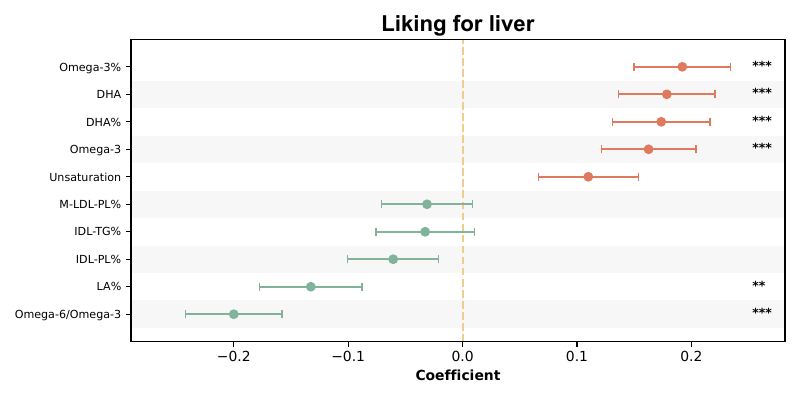 Liking for liver
Omega-3% ***
DHA ***
DHA% ***
Omega-3 ***
Unsaturation
M-LDL-PL%
IDL-TG%
IDL-PL%
LA% **
Omega-6/Omega-3 ***
−0.2 −0.1 0.0 0.1 0.2
Coefficient